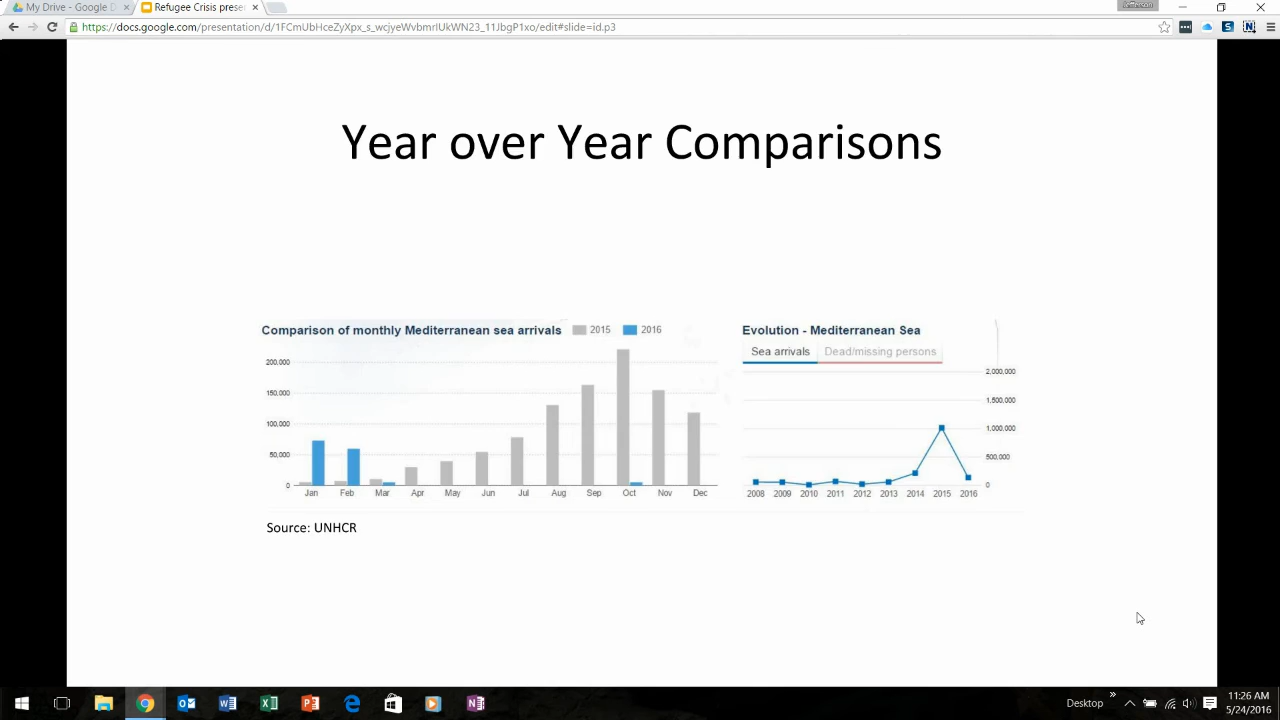 My Drive - Google D
Refugee Crisis prese
https://docs.google.com/presentation/d/1FCmUbHceZyXpx_s_wcjyeWvbmrIUkWN23_11JbgP1xo/edit#slide=id.p3
Year over Year Comparisons
Comparison of monthly Mediterranean sea arrivals
2015
2016
200,000
150,000
100,000
50,000
0
Jan Feb Mar Apr May Jun Jul Aug Sep Oct Nov Dec
Evolution - Mediterranean Sea
Sea arrivals
Dead/missing persons
2,000,000
1,500,000
1,000,000
500,000
0
2008 2009 2010 2011 2012 2013 2014 2015 2016
Source: UNHCR
Desktop
11:26 AM
5/24/2016